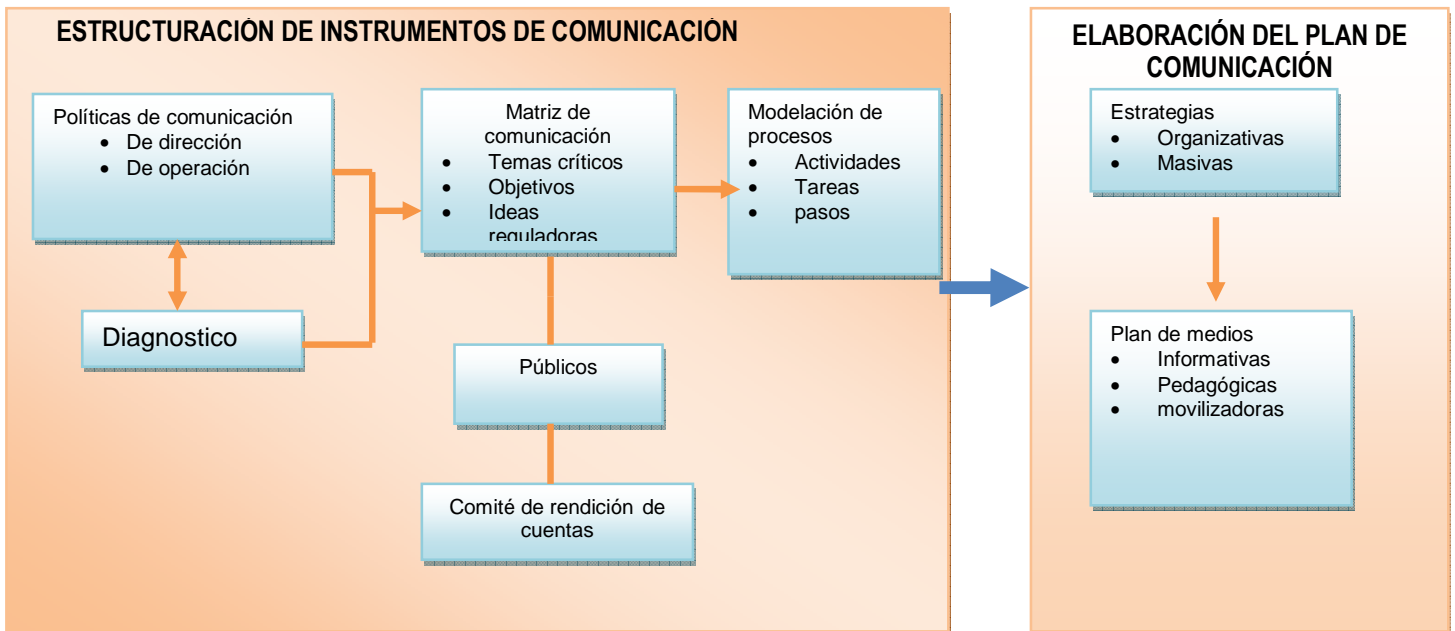 ESTRUCTURACIÓN DE INSTRUMENTOS DE COMUNICACIÓN
Políticas de comunicación
• De dirección
• De operación
Diagnostico
Matriz de
comunicación
• Temas críticos
• Objetivos
• Ideas
reguladoras
Públicos
Comité de rendición de
cuentas
Modelación de
procesos
• Actividades
• Tareas
• pasos
ELABORACIÓN DEL PLAN DE
COMUNICACIÓN
Estrategias
• Organizativas
• Masivas
Plan de medios
• Informativas
• Pedagógicas
• movilizadoras